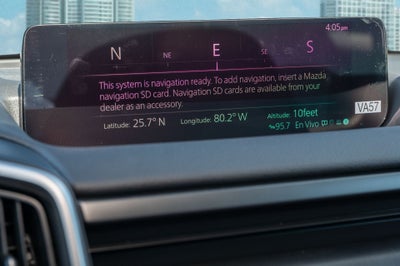 4:05pm
N NE E SE S
This system is navigation ready. To add navigation, insert a Mazda
navigation SD card. Navigation SD cards are available from your
dealer as an accessory.
Latitude: 25.7° N Longitude: 80.2° W Altitude: 10feet
95.7 En Vivo
VA57